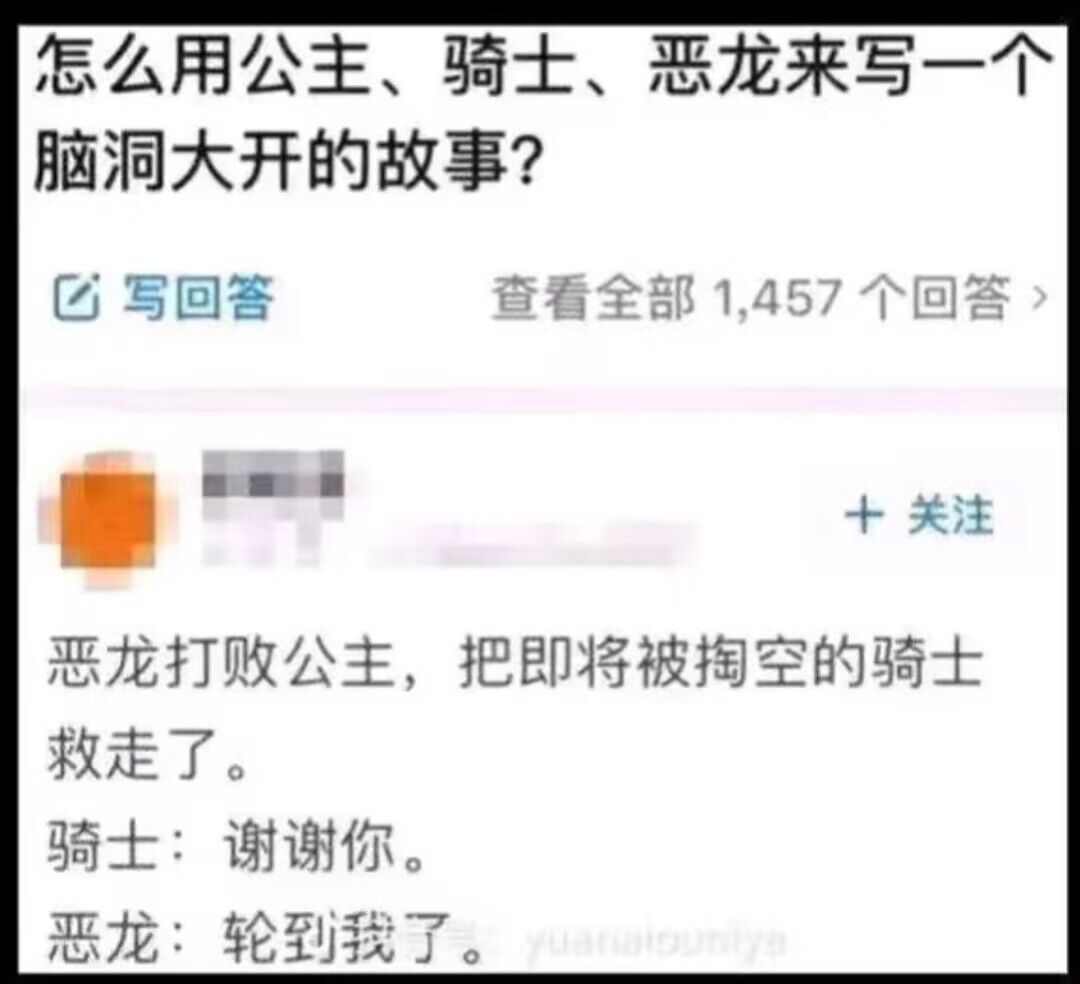 怎么用公主、骑士、恶龙来写一个
脑洞大开的故事?
写回答
查看全部 1,457 个回答 >
+ 关注
恶龙打败公主，把即将被掏空的骑士
救走了。
骑士：谢谢你。
恶龙：轮到我了。